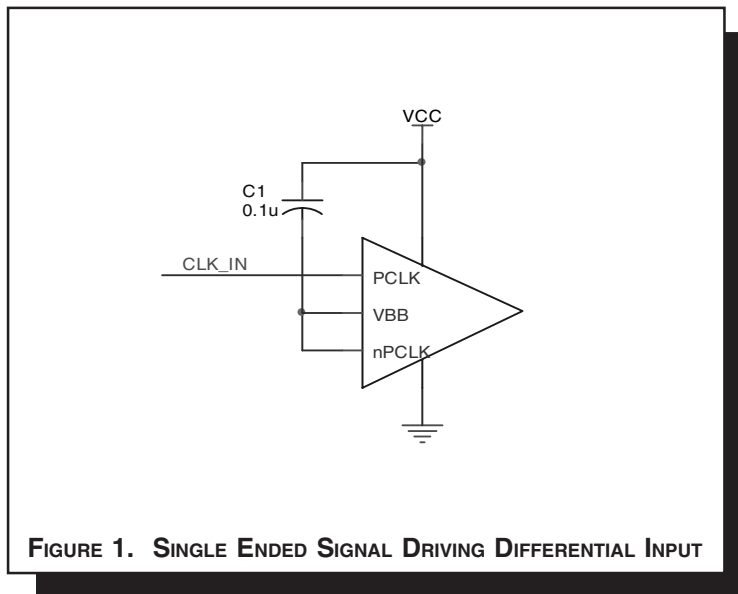 VCC
C1
0.1u
CLK_IN
PCLK
VBB
nPCLK
FIGURE 1. SINGLE ENDED SIGNAL DRIVING DIFFERENTIAL INPUT